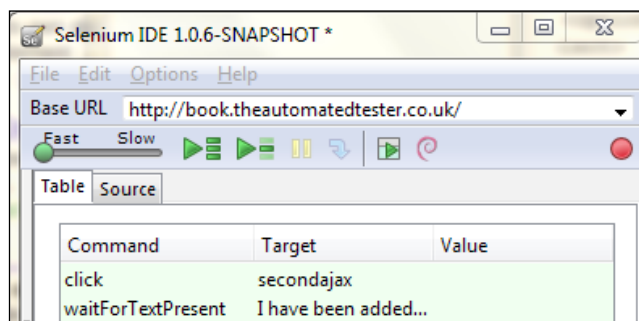 Selenium IDE 1.0.6-SNAPSHOT *
File Edit Options Help
Base URL http://book.theautomatedtester.co.uk/
Fast Slow
Table Source
Command Target Value
click secondajax
waitForTextPresent I have been added...